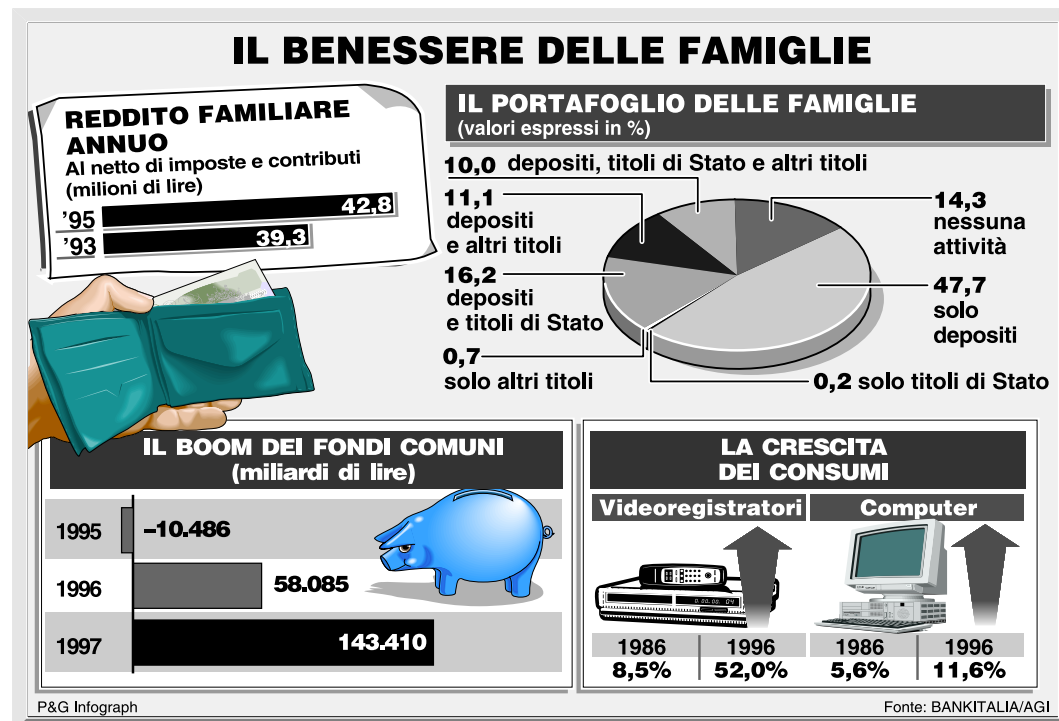 IL BENESSERE DELLE FAMIGLIE
REDDITO FAMILIARE
ANNUO
Al netto di imposte e contributi
(milioni di lire)
'95 42,8
'93 39,3
IL PORTAFOGLIO DELLE FAMIGLIE
(valori espressi in %)
10,0 depositi, titoli di Stato e altri titoli
11,1
depositi
e altri titoli
16,2
depositi
e titoli di Stato
0,7
solo altri titoli
14,3
nessuna
attività
47,7
solo
depositi
0,2 solo titoli di Stato
IL BOOM DEI FONDI COMUNI
(miliardi di lire)
1995 –10.486
1996 58.085
1997 143.410
LA CRESCITA
DEI CONSUMI
Videoregistratori Computer
1986 1996 1986 1996
8,5% 52,0% 5,6% 11,6%
P&G Infograph Fonte: BANKITALIA/AGI